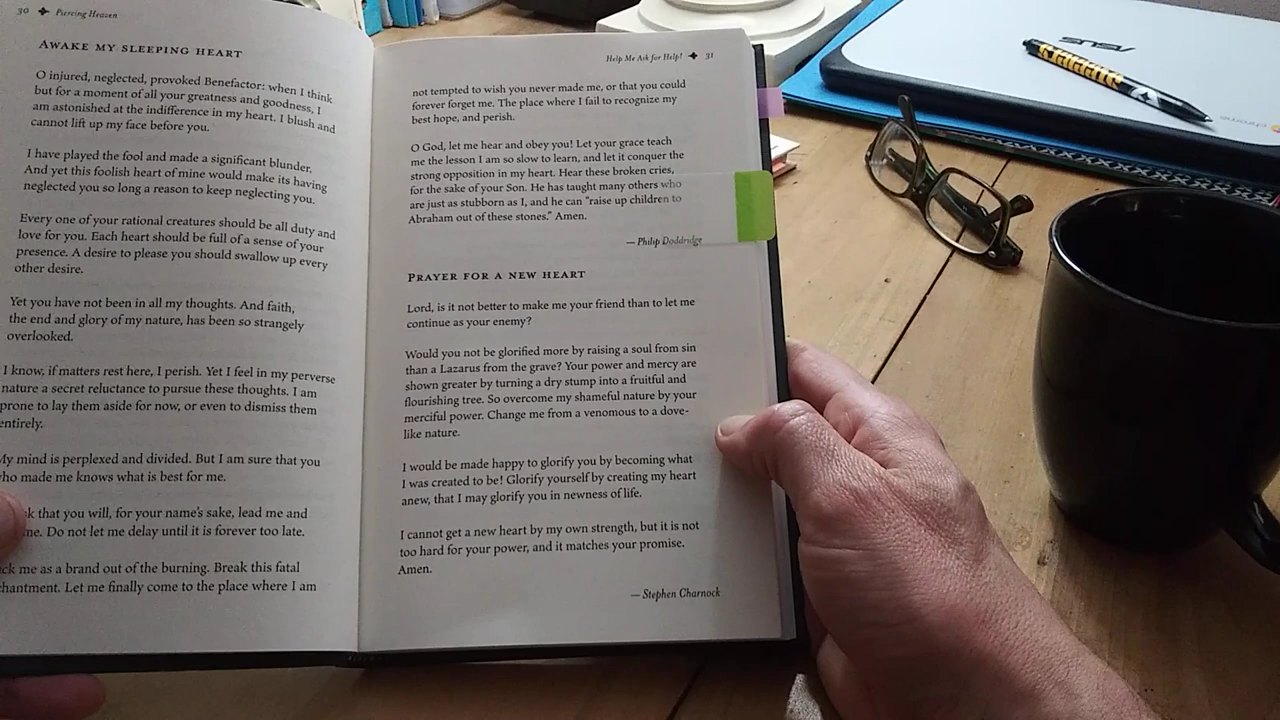 30 ✦ Piercing Heaven
AWAKE MY SLEEPING HEART
O injured, neglected, provoked Benefactor: when I think
but for a moment of all your greatness and goodness, I
am astonished at the indifference in my heart. I blush and
cannot lift up my face before you.
I have played the fool and made a significant blunder.
And yet this foolish heart of mine would make its having
neglected you so long a reason to keep neglecting you.
Every one of your rational creatures should be all duty and
love for you. Each heart should be full of a sense of your
presence. A desire to please you should swallow up every
other desire.
Yet you have not been in all my thoughts. And faith,
the end and glory of my nature, has been so strangely
overlooked.
I know, if matters rest here, I perish. Yet I feel in my perverse
nature a secret reluctance to pursue these thoughts. I am
prone to lay them aside for now, or even to dismiss them
entirely.
My mind is perplexed and divided. But I am sure that you
who made me knows what is best for me.
k that you will, for your name's sake, lead me and
me. Do not let me delay until it is forever too late.
ck me as a brand out of the burning. Break this fatal
hantment. Let me finally come to the place where I am
Help Me Ask for Help! ✦ 31
not tempted to wish you never made me, or that you could
forever forget me. The place where I fail to recognize my
best hope, and perish.
O God, let me hear and obey you! Let your grace teach
me the lesson I am so slow to learn, and let it conquer the
strong opposition in my heart. Hear these broken cries,
for the sake of your Son. He has taught many others who
are just as stubborn as I, and he can “raise up children to
Abraham out of these stones.” Amen.
— Philip Doddridge
PRAYER FOR A NEW HEART
Lord, is it not better to make me your friend than to let me
continue as your enemy?
Would you not be glorified more by raising a soul from sin
than a Lazarus from the grave? Your power and mercy are
shown greater by turning a dry stump into a fruitful and
flourishing tree. So overcome my shameful nature by your
merciful power. Change me from a venomous to a dove-
like nature.
I would be made happy to glorify you by becoming what
I was created to be! Glorify yourself by creating my heart
anew, that I may glorify you in newness of life.
I cannot get a new heart by my own strength, but it is not
too hard for your power, and it matches your promise.
Amen.
— Stephen Charnock
ASUS
chrome